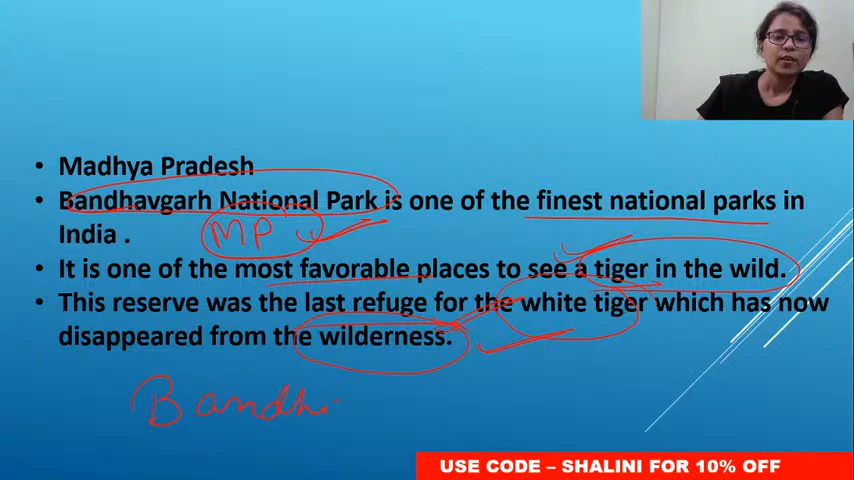 • Madhya Pradesh
• Bandhavgarh National Park is one of the finest national parks in
India .
MP
• It is one of the most favorable places to see a tiger in the wild.
• This reserve was the last refuge for the white tiger which has now
disappeared from the wilderness.
Bandhi
USE CODE – SHALINI FOR 10% OFF